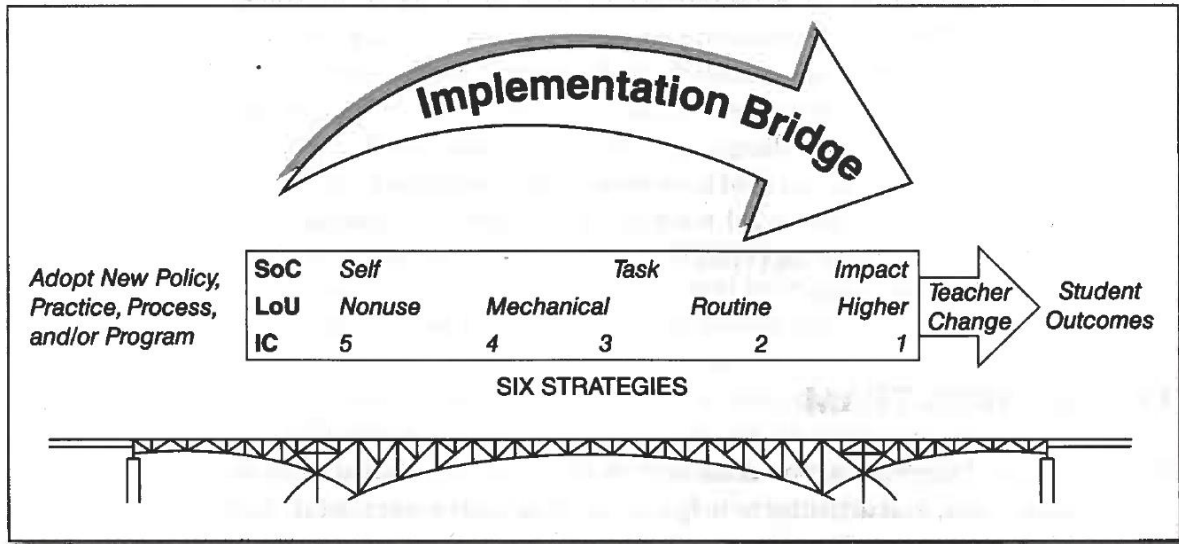 Implementation Bridge
Adopt New Policy,
Practice, Process,
and/or Program
SoC Self Task Impact
LoU Nonuse Mechanical Routine Higher
IC 5 4 3 2 1
Teacher
Change
Student
Outcomes
SIX STRATEGIES